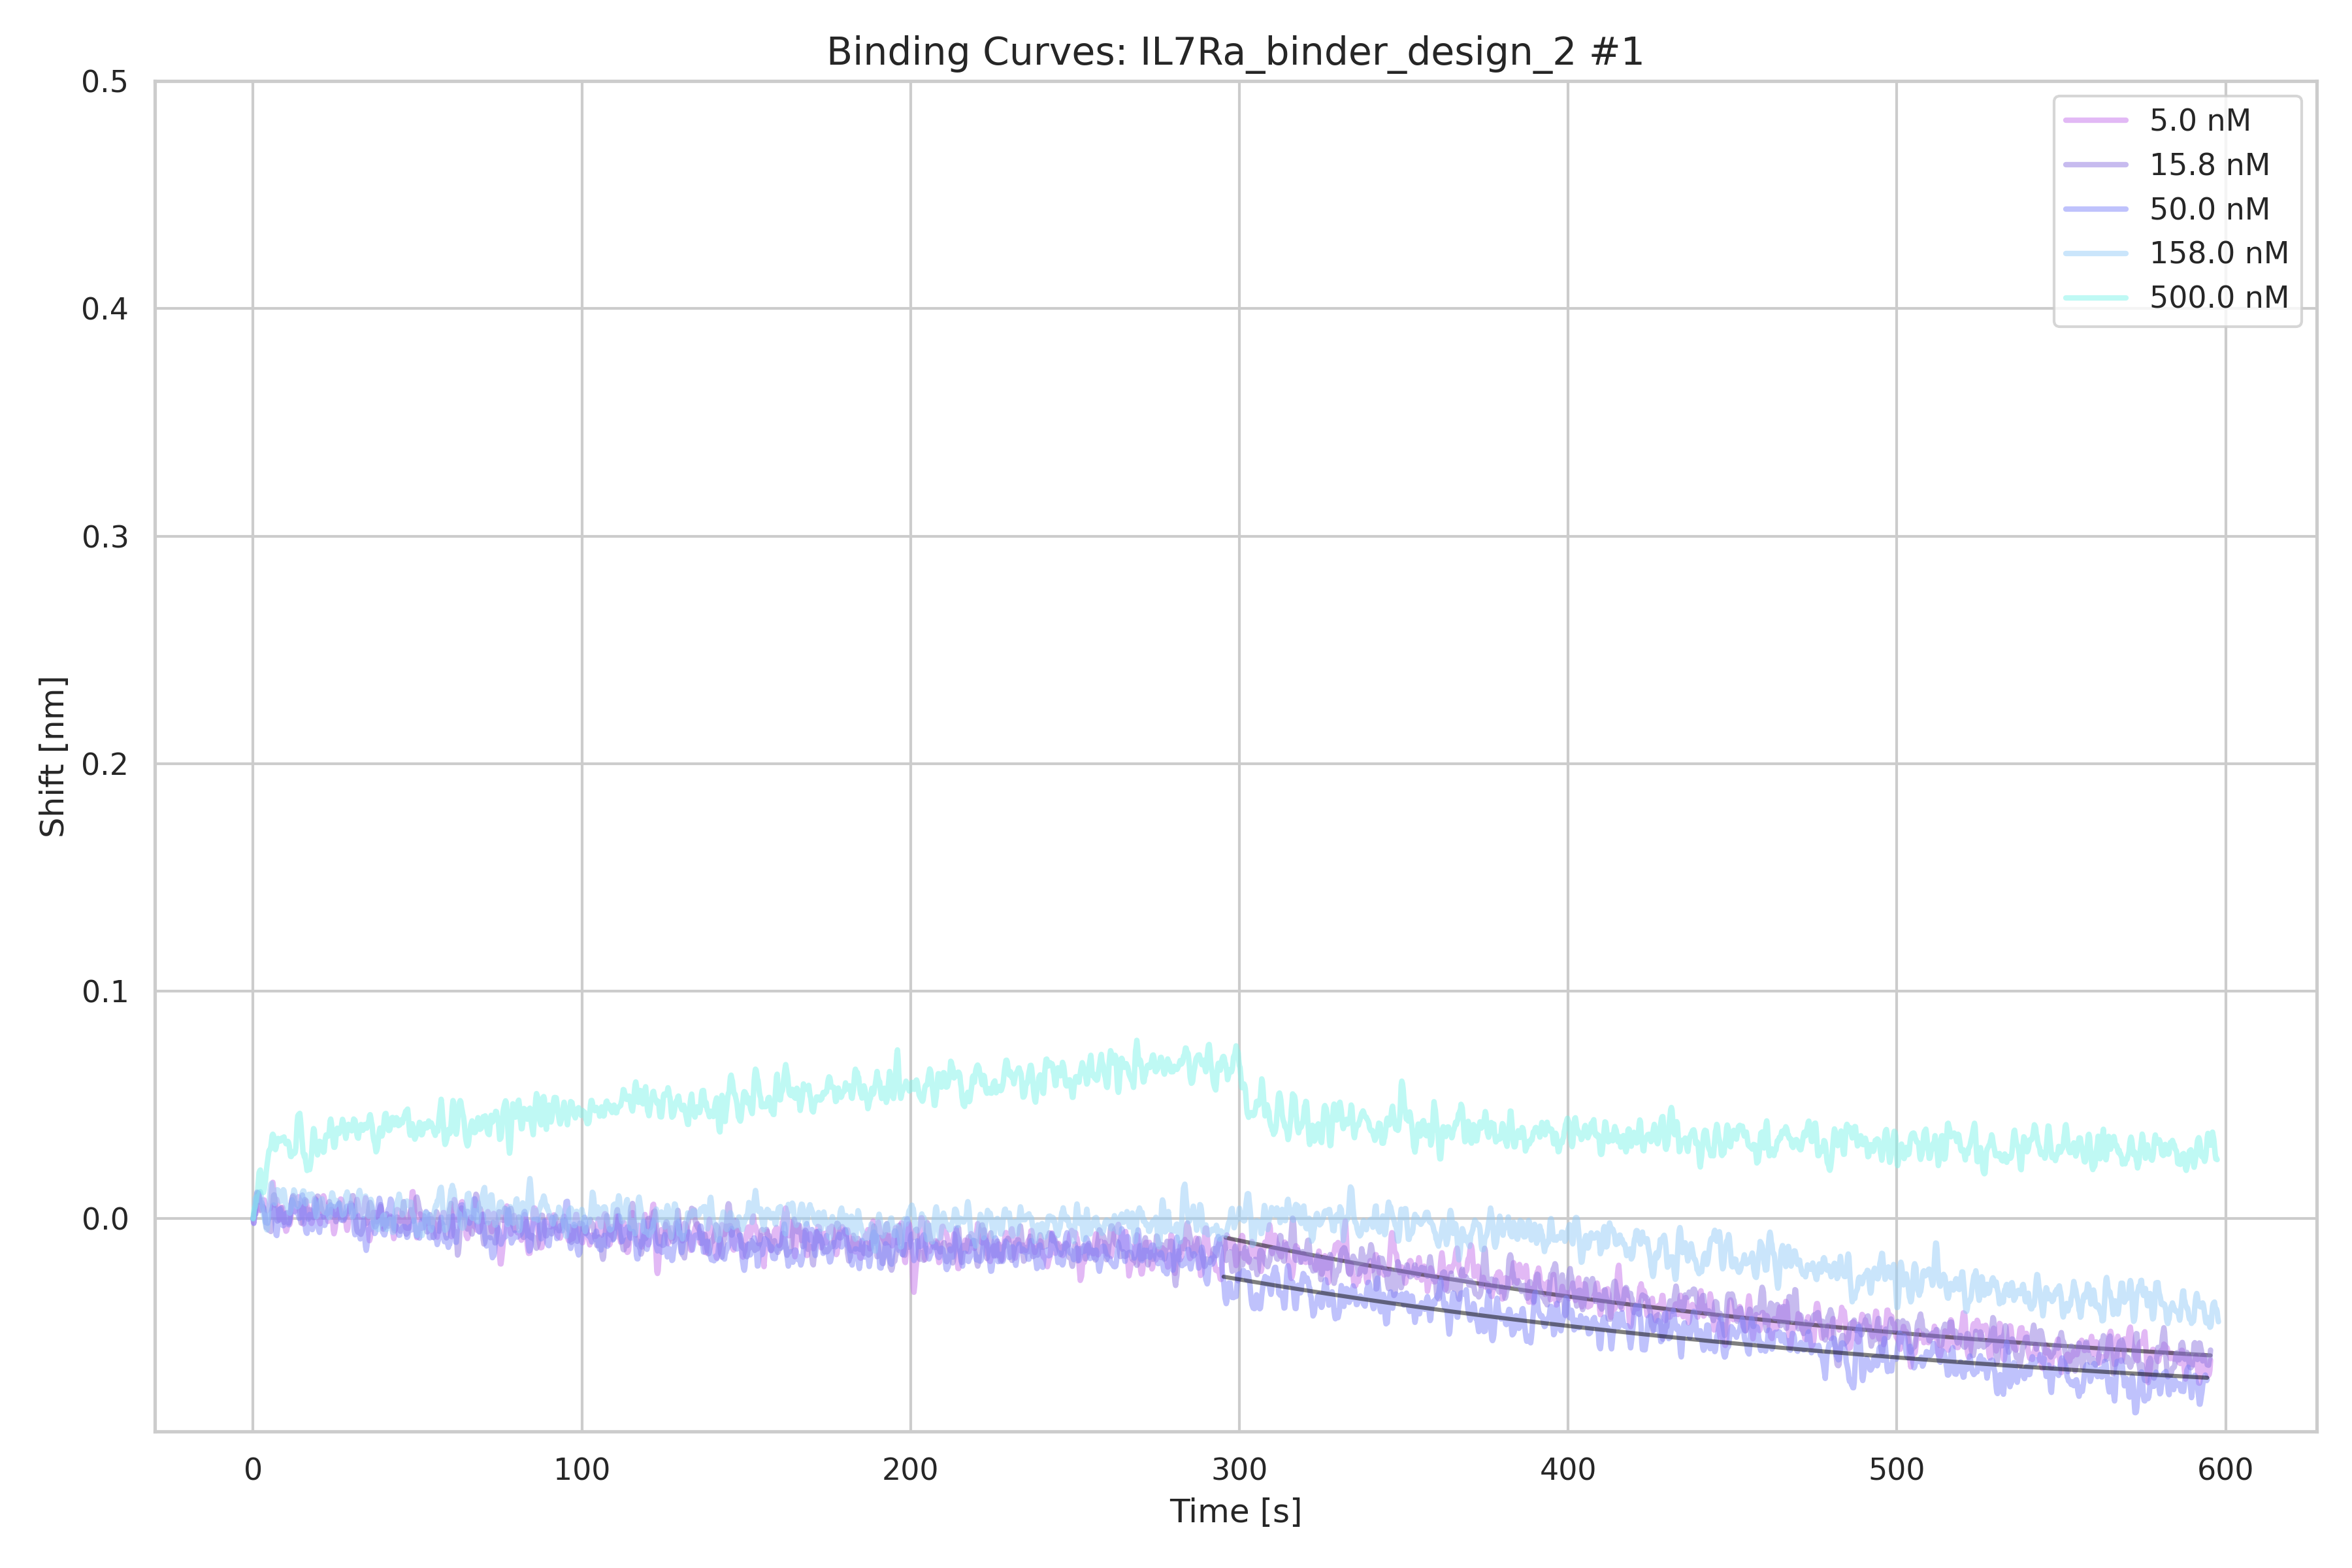 Binding Curves: IL7Ra_binder_design_2 #1
0.5
0.4
0.3
0.2
0.1
0.0
Shift [nm]
5.0 nM
15.8 nM
50.0 nM
158.0 nM
500.0 nM
0 100 200 300 400 500 600
Time [s]